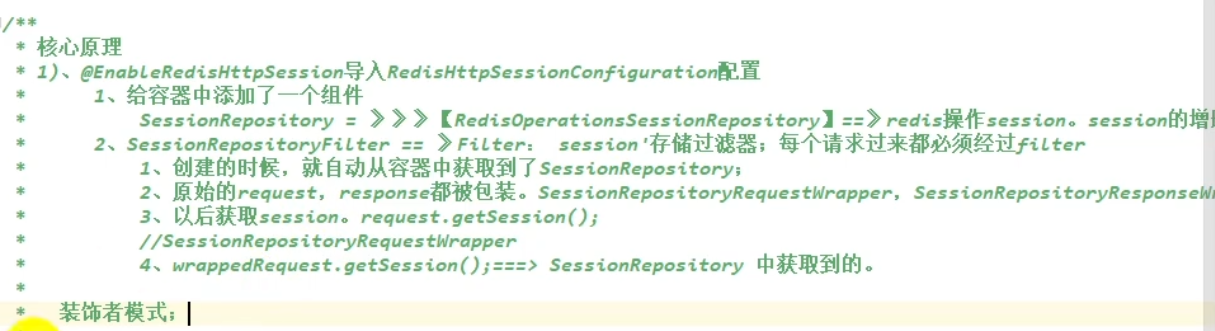 /**
* 核心原理
* 1)、@EnableRedisHttpSession导入RedisHttpSessionConfiguration配置
* 1、给容器中添加了一个组件
* SessionRepository = 》》》【RedisOperationsSessionRepository】==》redis操作session。session的增
* 2、SessionRepositoryFilter == 》Filter: session'存储过滤器；每个请求过来都必须经过filter
* 1、创建的时候，就自动从容器中获取到了SessionRepository；
* 2、原始的request，response都被包装。SessionRepositoryRequestWrapper，SessionRepositoryResponseW
* 3、以后获取session。request.getSession();
* //SessionRepositoryRequestWrapper
* 4、wrappedRequest.getSession();===> SessionRepository 中获取到的。
*
* 装饰者模式；